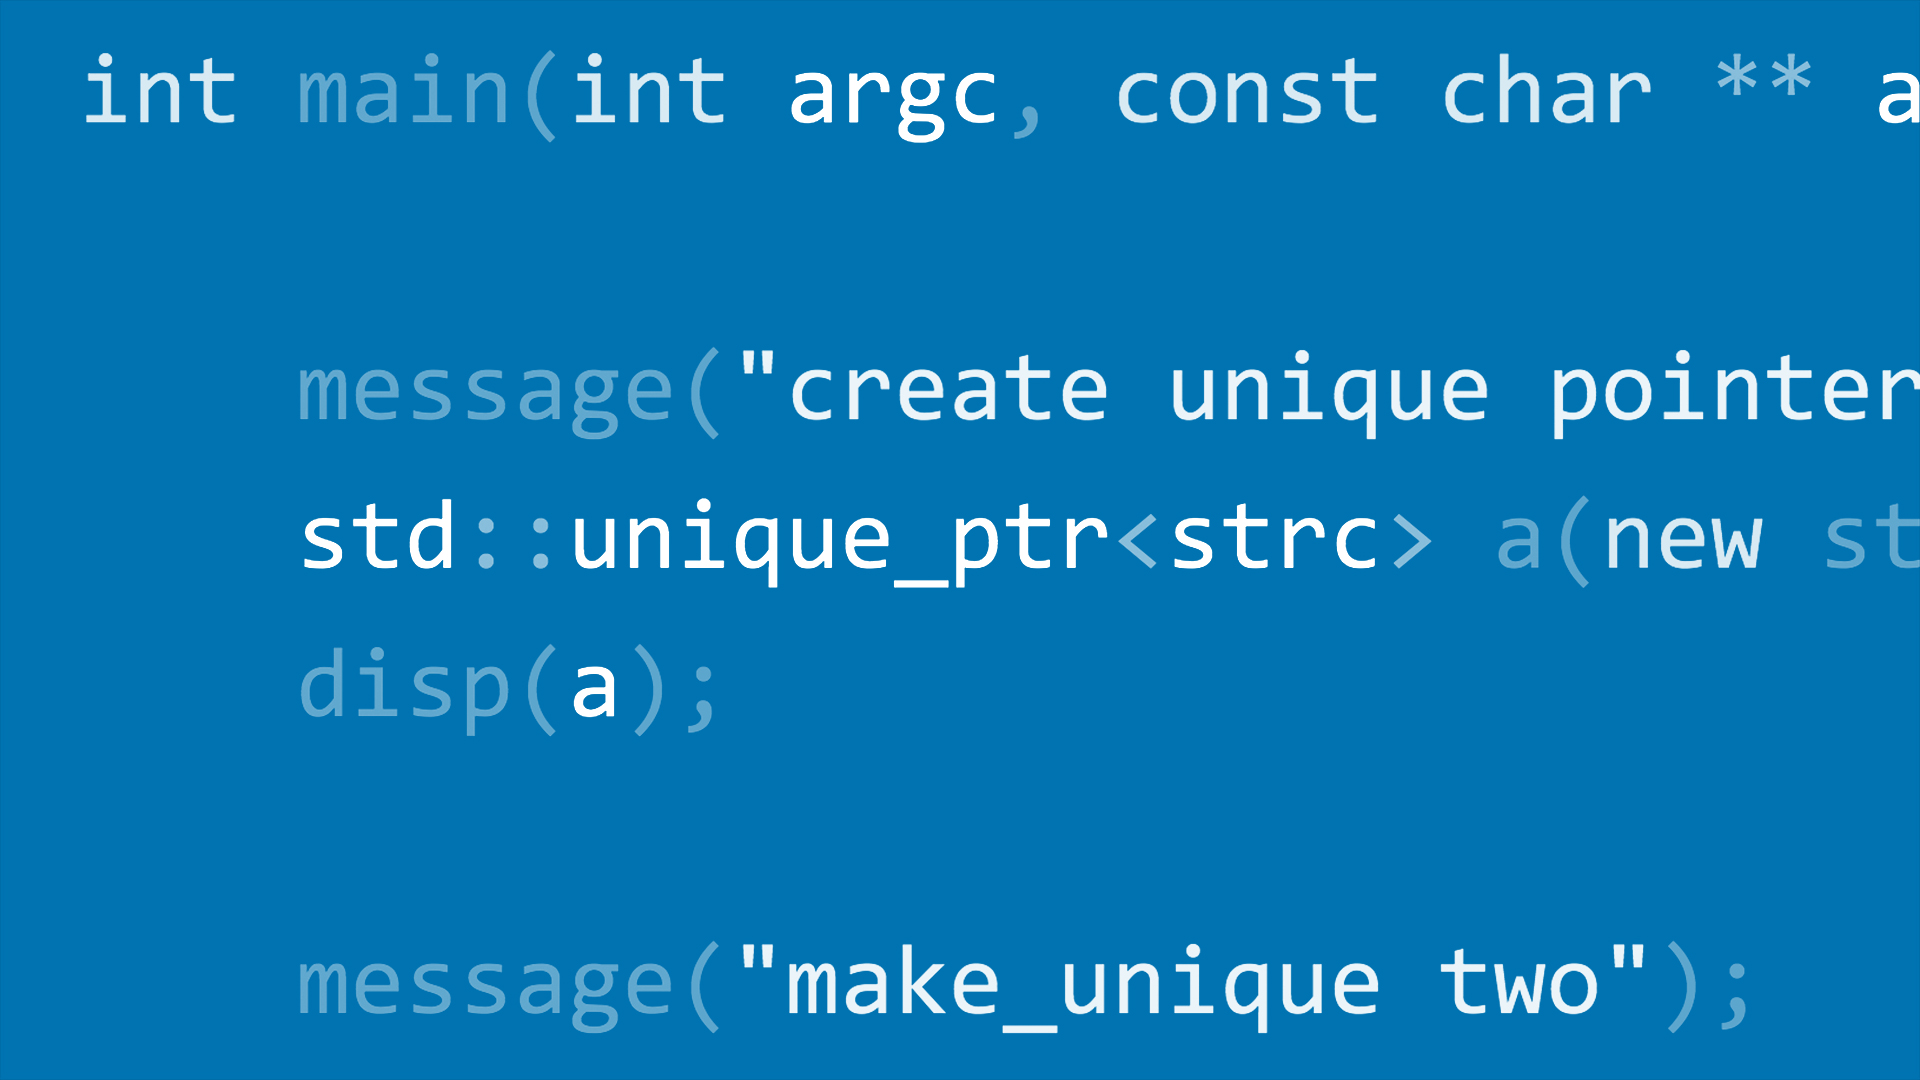 int main(int argc, const char ** a
message("create unique pointer
std::unique_ptr<strc> a(new st
disp(a);
message("make_unique two");